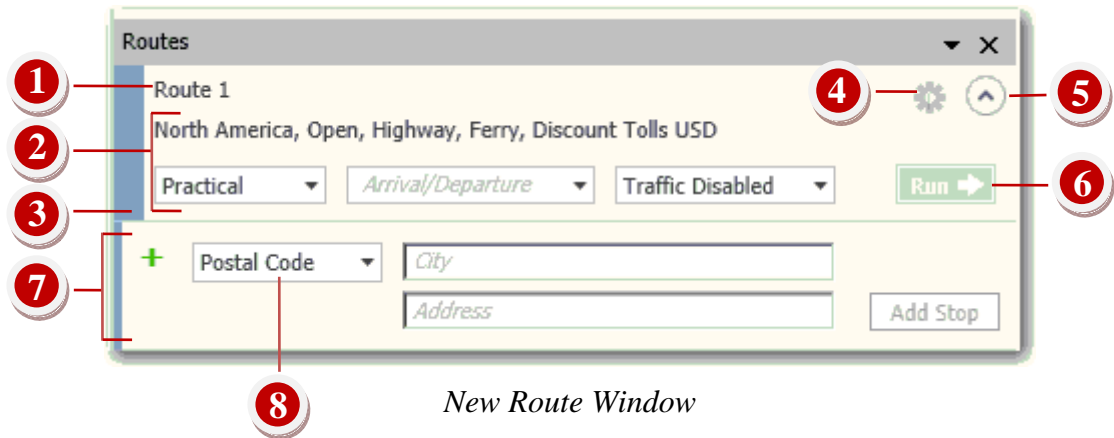 Routes
1
Route 1
4
5
2
North America, Open, Highway, Ferry, Discount Tolls USD
Practical
Arrival/Departure
Traffic Disabled
Run
6
3
7
Postal Code
City
Address
Add Stop
8
New Route Window